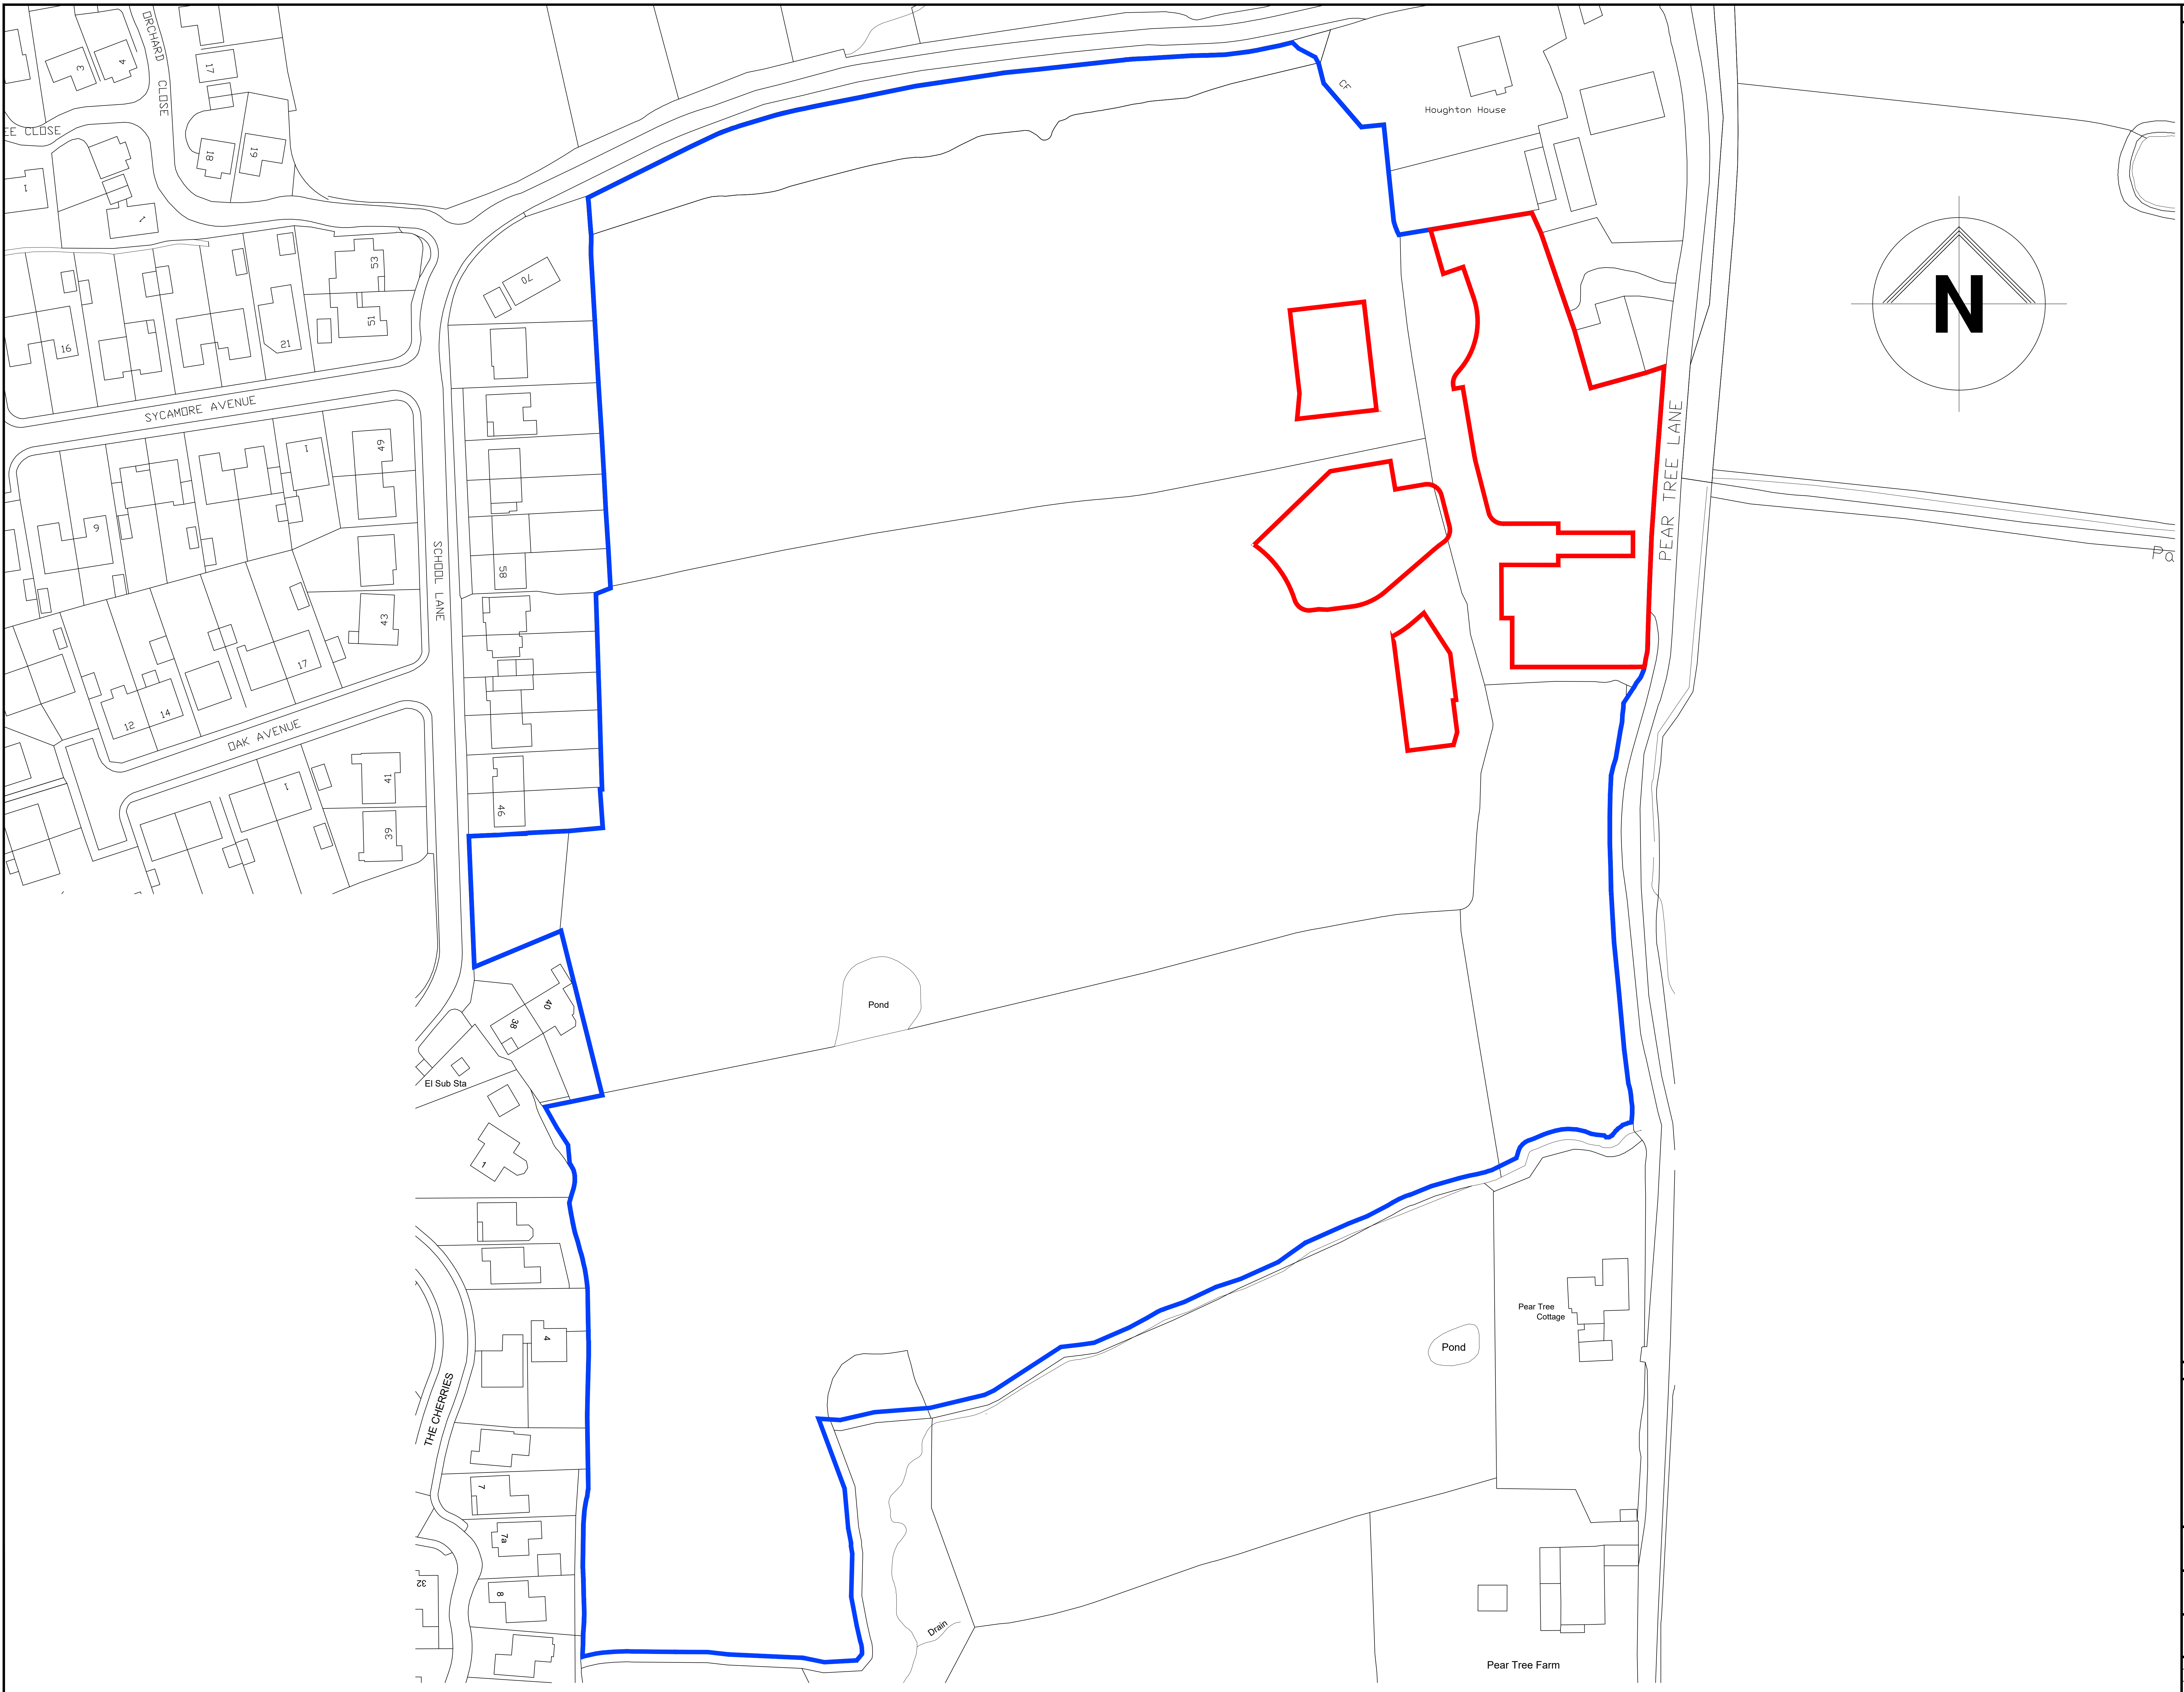 ORCHARD
CLOSE
3
4
17
EE CLOSE
18
19
1
1
CF
Houghton House
N
70
53
51
16
21
SYCAMORE AVENUE
49
1
9
PEAR TREE LANE
SCHOOL LANE
58
Pa
43
17
12
14
OAK AVENUE
41
1
46
39
Pond
40
38
El Sub Sta
1
Pear Tree
Cottage
4
Pond
THE CHERRIES
7
7a
32
8
Drain
Pear Tree Farm